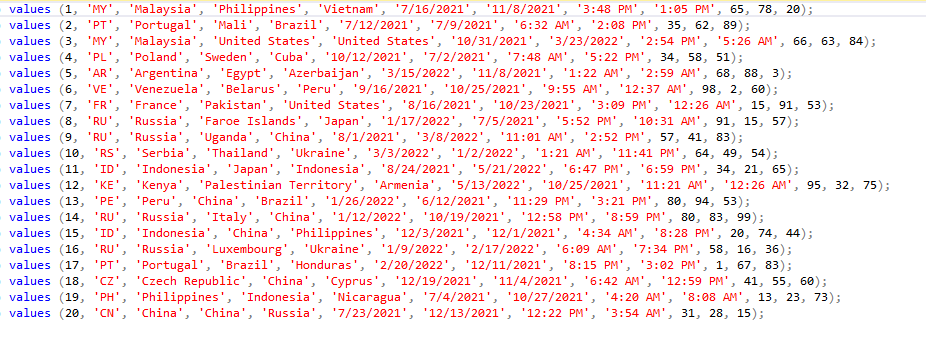 values (1, 'MY', 'Malaysia', 'Philippines', 'Vietnam', '7/16/2021', '11/8/2021', '3:48 PM', '1:05 PM', 65, 78, 20);
values (2, 'PT', 'Portugal', 'Mali', 'Brazil', '7/12/2021', '7/9/2021', '6:32 AM', '2:08 PM', 35, 62, 89);
values (3, 'MY', 'Malaysia', 'United States', 'United States', '10/31/2021', '3/23/2022', '2:54 PM', '5:26 AM', 66, 63, 84);
values (4, 'PL', 'Poland', 'Sweden', 'Cuba', '10/12/2021', '7/2/2021', '7:48 AM', '5:22 PM', 34, 58, 51);
values (5, 'AR', 'Argentina', 'Egypt', 'Azerbaijan', '3/15/2022', '11/8/2021', '1:22 AM', '2:59 AM', 68, 88, 3);
values (6, 'VE', 'Venezuela', 'Belarus', 'Peru', '9/16/2021', '10/25/2021', '9:55 AM', '12:37 AM', 98, 2, 60);
values (7, 'FR', 'France', 'Pakistan', 'United States', '8/16/2021', '10/23/2021', '3:09 PM', '12:26 AM', 15, 91, 53);
values (8, 'RU', 'Russia', 'Faroe Islands', 'Japan', '1/17/2022', '7/5/2021', '5:52 PM', '10:31 AM', 91, 15, 57);
values (9, 'RU', 'Russia', 'Uganda', 'China', '8/1/2021', '3/8/2022', '11:01 AM', '2:52 PM', 57, 41, 83);
values (10, 'RS', 'Serbia', 'Thailand', 'Ukraine', '3/3/2022', '1/2/2022', '1:21 AM', '11:41 PM', 64, 49, 54);
values (11, 'ID', 'Indonesia', 'Japan', 'Indonesia', '8/24/2021', '5/21/2022', '6:47 PM', '6:59 PM', 34, 21, 65);
values (12, 'KE', 'Kenya', 'Palestinian Territory', 'Armenia', '5/13/2022', '10/25/2021', '11:21 AM', '12:26 AM', 95, 32, 75);
values (13, 'PE', 'Peru', 'China', 'Brazil', '1/26/2022', '6/12/2021', '11:29 PM', '3:21 PM', 80, 94, 53);
values (14, 'RU', 'Russia', 'Italy', 'China', '1/12/2022', '10/19/2021', '12:58 PM', '8:59 PM', 80, 83, 99);
values (15, 'ID', 'Indonesia', 'China', 'Philippines', '12/3/2021', '12/1/2021', '4:34 AM', '8:28 PM', 20, 74, 44);
values (16, 'RU', 'Russia', 'Luxembourg', 'Ukraine', '1/9/2022', '2/17/2022', '6:09 AM', '7:34 PM', 58, 16, 36);
values (17, 'PT', 'Portugal', 'Brazil', 'Honduras', '2/20/2022', '12/11/2021', '8:15 PM', '3:02 PM', 1, 67, 83);
values (18, 'CZ', 'Czech Republic', 'China', 'Cyprus', '12/19/2021', '11/4/2021', '6:42 AM', '12:59 PM', 41, 55, 60);
values (19, 'PH', 'Philippines', 'Indonesia', 'Nicaragua', '7/4/2021', '10/27/2021', '4:20 AM', '8:08 AM', 13, 23, 73);
values (20, 'CN', 'China', 'China', 'Russia', '7/23/2021', '12/13/2021', '12:22 PM', '3:54 AM', 31, 28, 15);